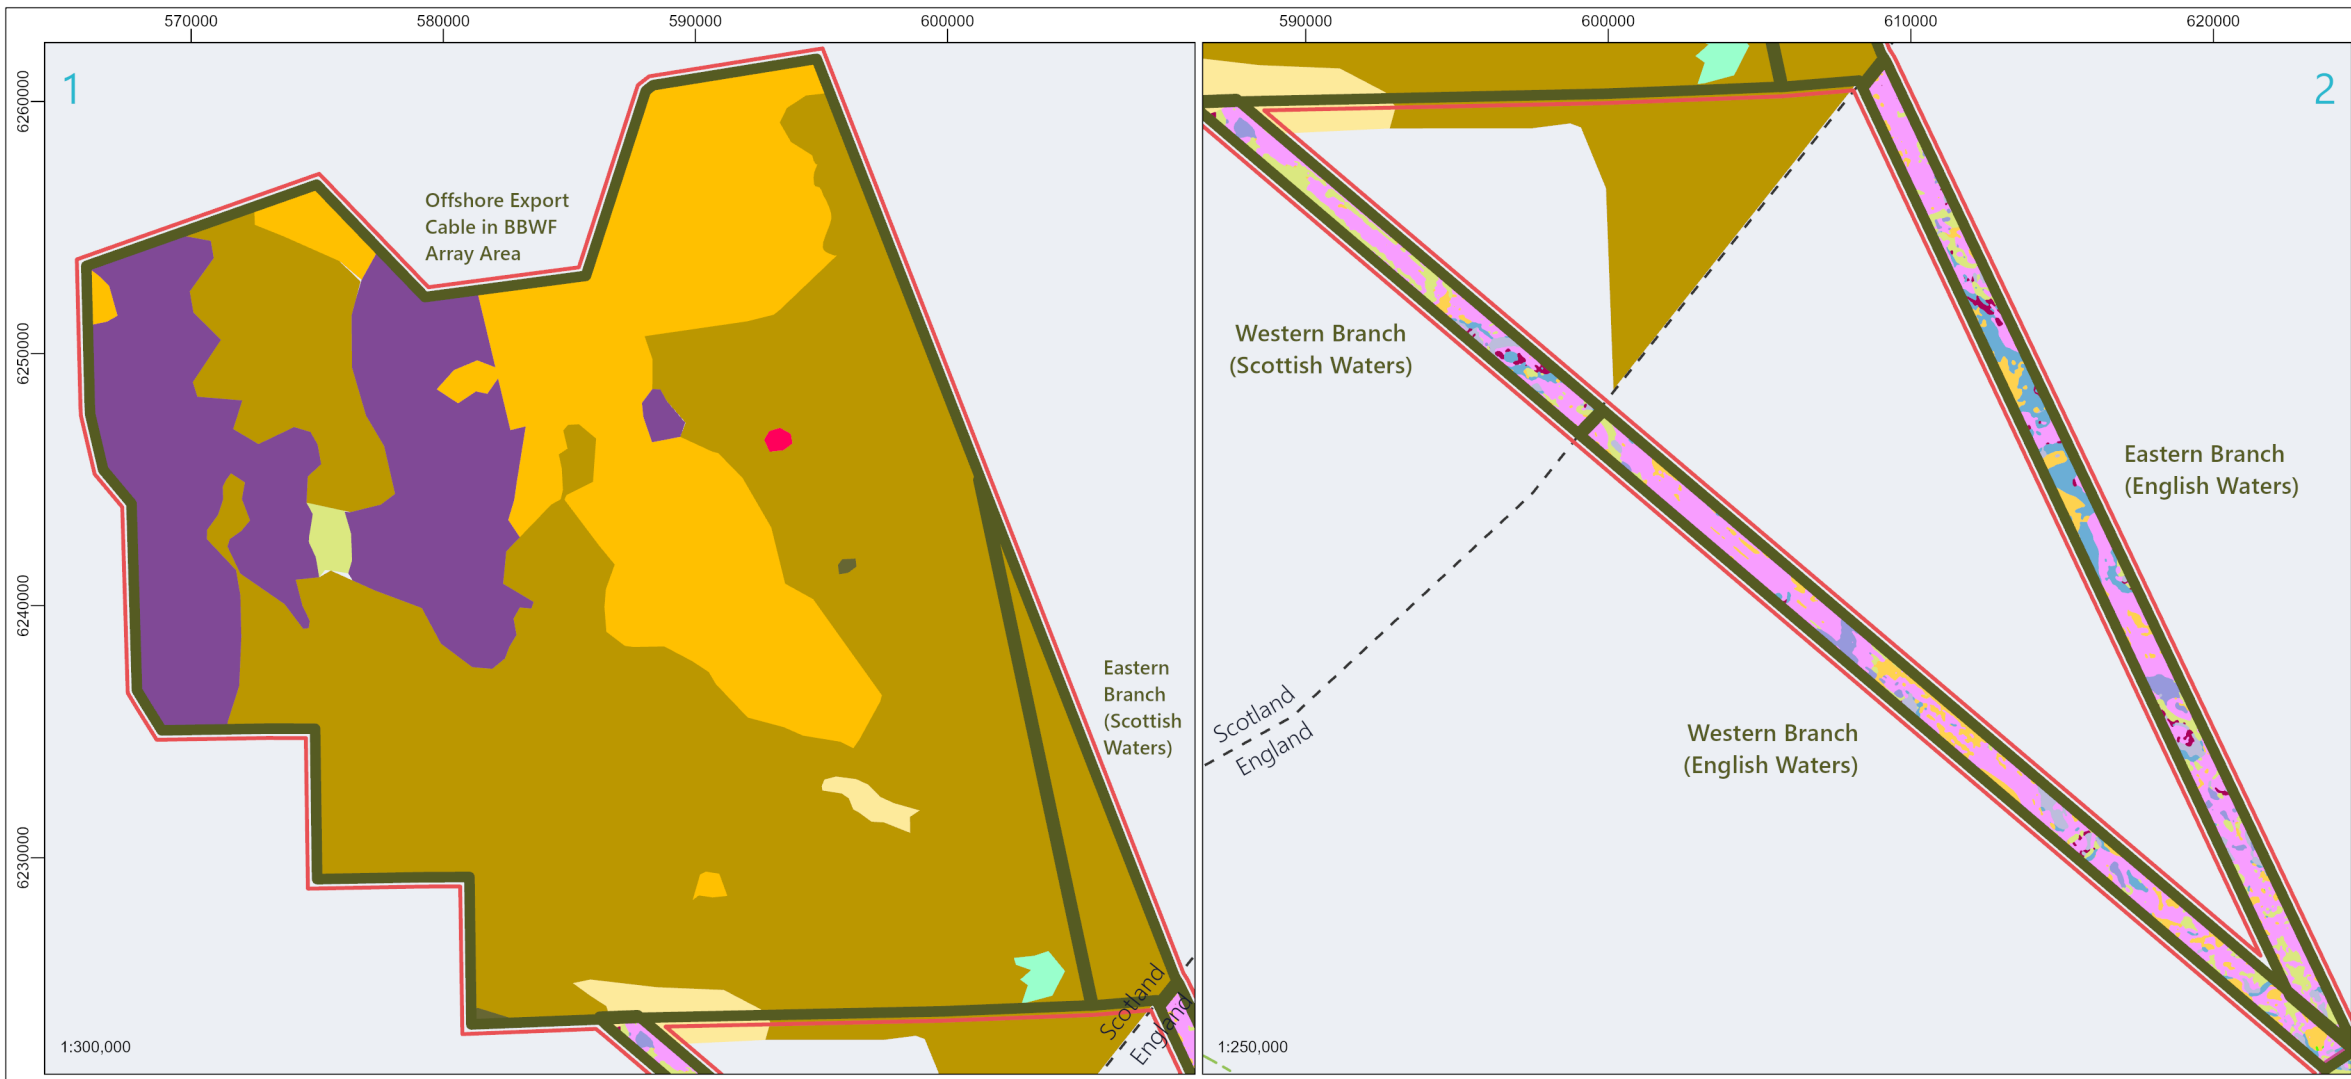 570000
580000
590000
600000
590000
600000
610000
620000
6260000
6250000
6240000
6230000
1
Offshore Export
Cable in BBWF
Array Area
Eastern
Branch
(Scottish
Waters)
Scotland
England
1:300,000
2
Western Branch
(Scottish Waters)
Eastern Branch
(English Waters)
Western Branch
(English Waters)
Scotland
England
1:250,000